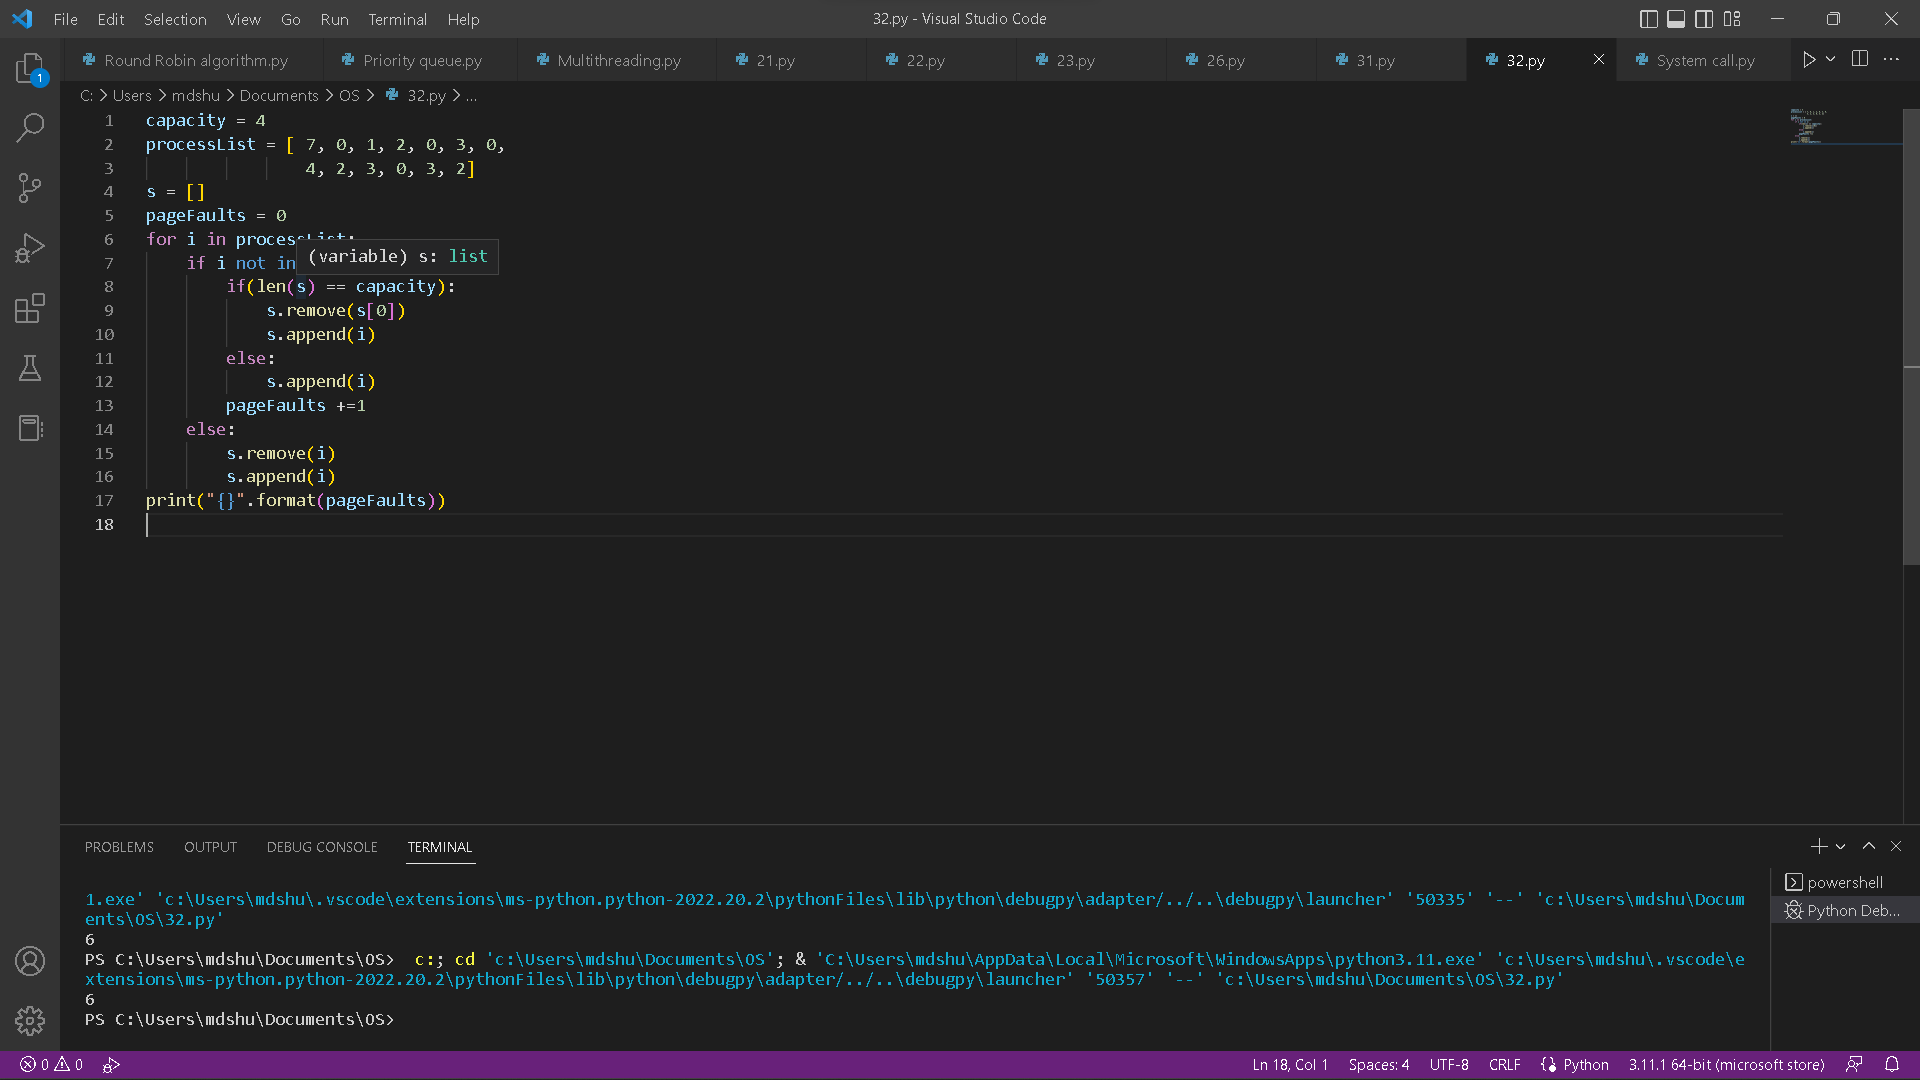 File Edit Selection View Go Run Terminal Help
32.py - Visual Studio Code
Round Robin algorithm.py Priority queue.py Multithreading.py 21.py 22.py 23.py 26.py 31.py 32.py System call.py
1
C: > Users > mdshu > Documents > OS > 32.py > ...
1 capacity = 4
2 processList = [ 7, 0, 1, 2, 0, 3, 0,
3 4, 2, 3, 0, 3, 2]
4 s = []
5 pageFaults = 0
6 for i in processList:
(variable) s: list
7 if i not in
8 if(len(s) == capacity):
9 s.remove(s[0])
10 s.append(i)
11 else:
12 s.append(i)
13 pageFaults +=1
14 else:
15 s.remove(i)
16 s.append(i)
17 print("{}".format(pageFaults))
18
PROBLEMS OUTPUT DEBUG CONSOLE TERMINAL
powershell
Python Deb...
1.exe' 'c:\Users\mdshu\.vscode\extensions\ms-python.python-2022.20.2\pythonFiles\lib\python\debugpy\adapter/../..\debugpy\launcher' '50335' '--' 'c:\Users\mdshu\Docum
ents\OS\32.py'
6
PS C:\Users\mdshu\Documents\OS>  c:; cd 'c:\Users\mdshu\Documents\OS'; & 'C:\Users\mdshu\AppData\Local\Microsoft\WindowsApps\python3.11.exe' 'c:\Users\mdshu\.vscode\e
xtensions\ms-python.python-2022.20.2\pythonFiles\lib\python\debugpy\adapter/../..\debugpy\launcher' '50357' '--' 'c:\Users\mdshu\Documents\OS\32.py'
6
PS C:\Users\mdshu\Documents\OS>
0 0 Ln 18, Col 1 Spaces: 4 UTF-8 CRLF Python 3.11.1 64-bit (microsoft store)